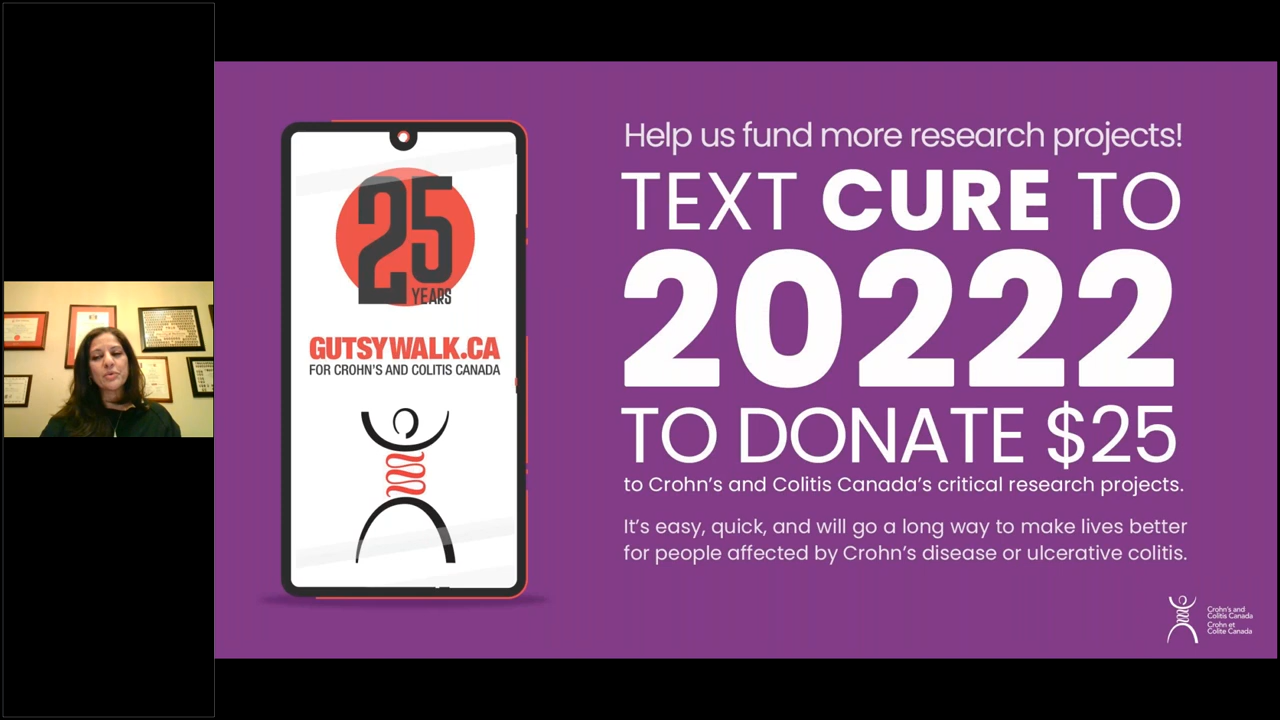 25
YEARS
GUTSYWALK.CA
FOR CROHN'S AND COLITIS CANADA
Help us fund more research projects!
TEXT CURE TO
20222
TO DONATE $25
to Crohn's and Colitis Canada's critical research projects.
It's easy, quick, and will go a long way to make lives better
for people affected by Crohn's disease or ulcerative colitis.
Crohn's and
Colitis Canada
Crohn et
Colite Canada